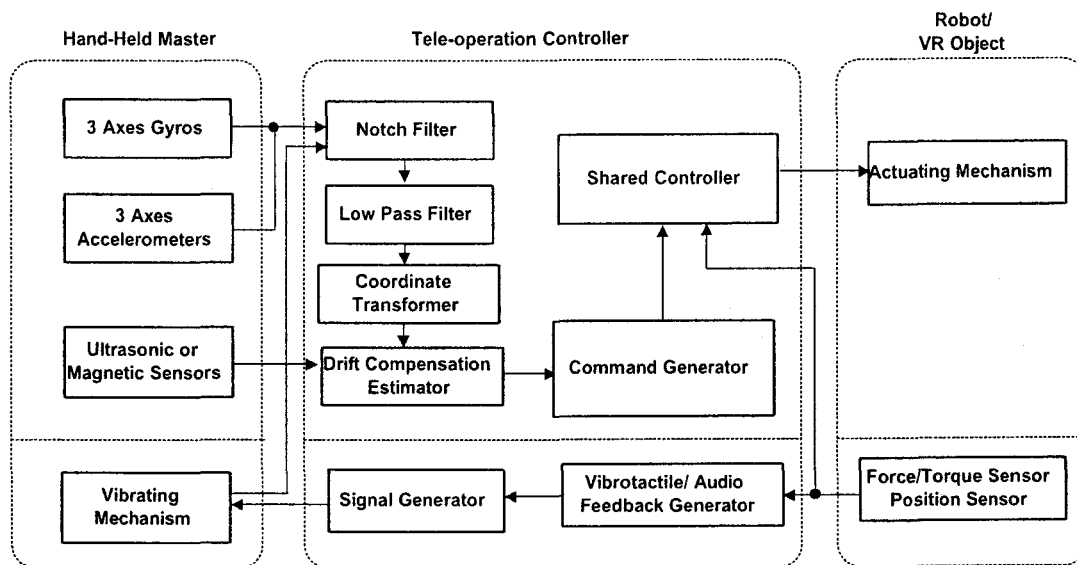 Hand-Held Master
Tele-operation Controller
Robot/
VR Object
3 Axes Gyros
Notch Filter
Shared Controller
Actuating Mechanism
3 Axes
Accelerometers
Low Pass Filter
Coordinate
Transformer
Ultrasonic or
Magnetic Sensors
Drift Compensation
Estimator
Command Generator
Vibrating
Mechanism
Signal Generator
Vibrotactile/ Audio
Feedback Generator
Force/Torque Sensor
Position Sensor